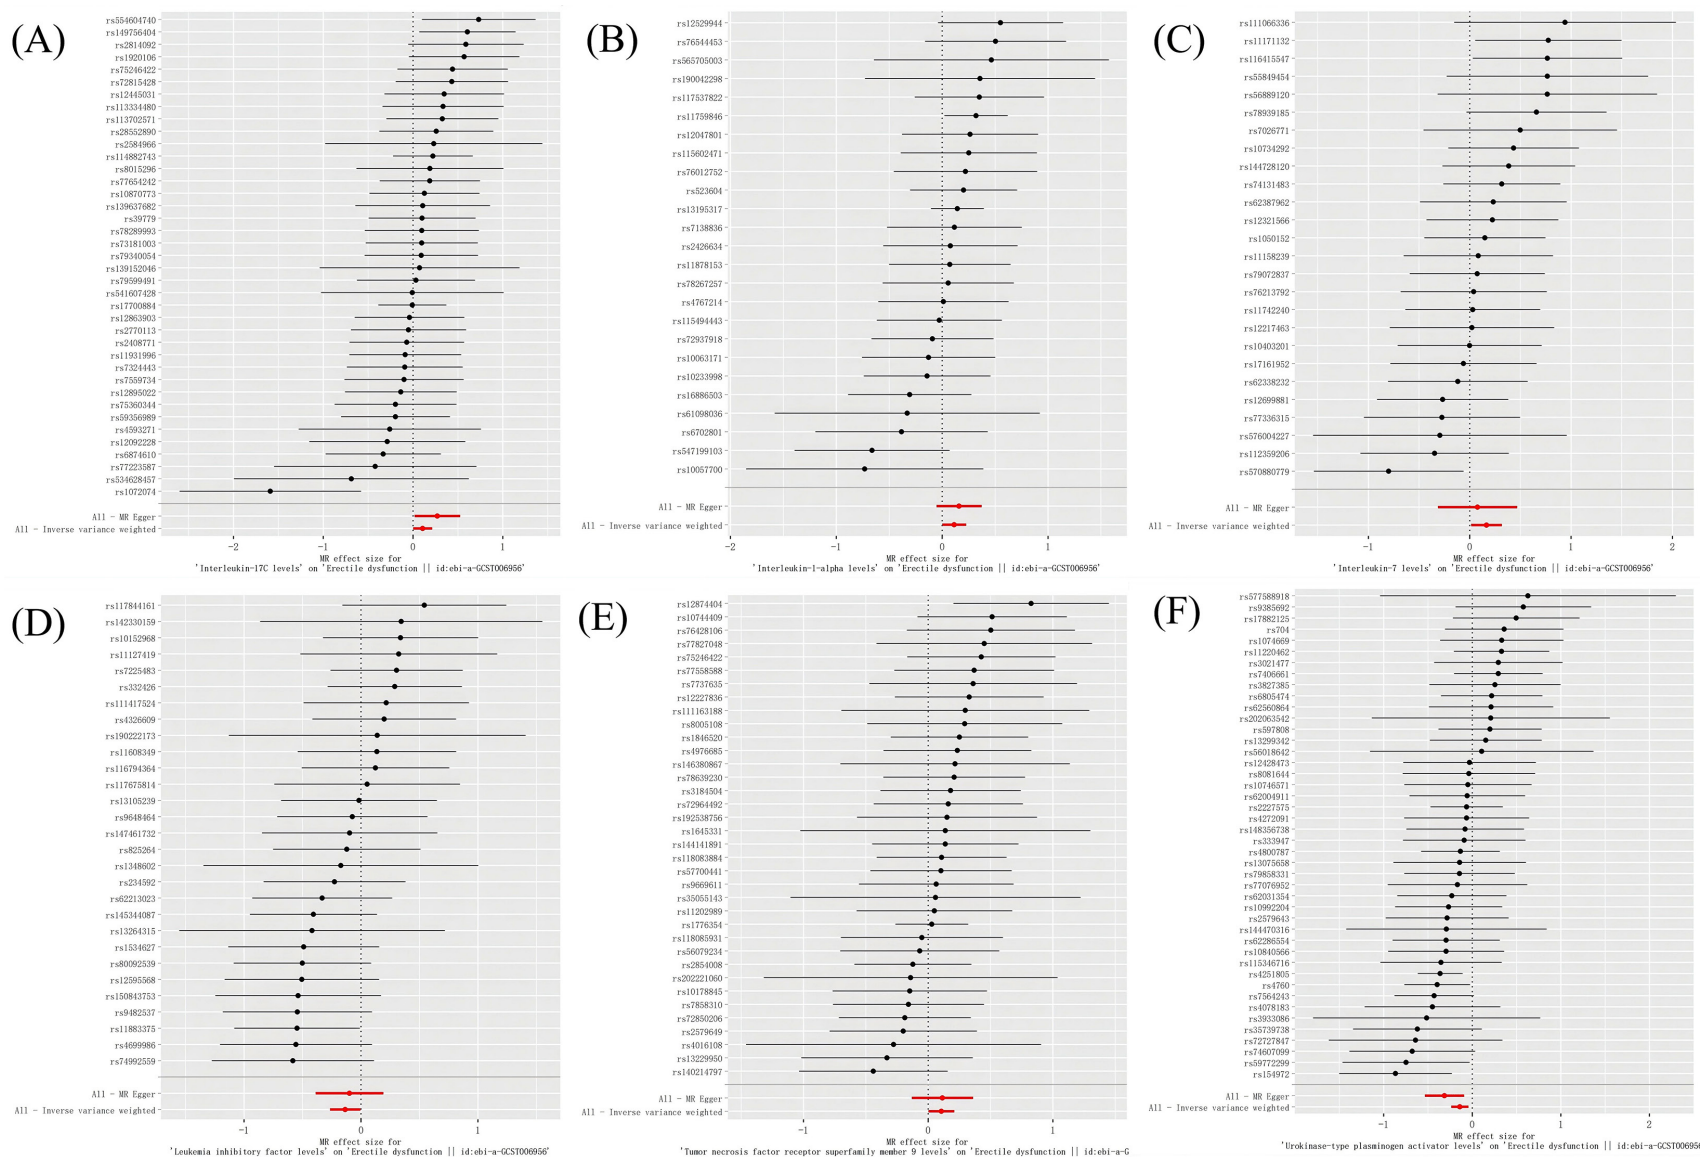 (A)
rs554604740
rs149756404
rs2814092
rs1920106
rs75246422
rs72815428
rs12445031
rs113334480
rs113702571
rs28552890
rs2584966
rs114882743
rs8015296
rs77654242
rs10870773
rs139637682
rs39779
rs78289993
rs73181003
rs79340054
rs139152046
rs79599491
rs541607428
rs17700884
rs12863903
rs2770113
rs2408771
rs11931996
rs7324443
rs7559734
rs12895022
rs75360344
rs59356989
rs4593271
rs12092228
rs6874610
rs77223587
rs534628457
rs1072074
All - MR Egger
All - Inverse variance weighted
-2 -1 0 1
MR effect size for
'Interleukin-17C levels' on 'Erectile dysfunction || id:ebi-a-GCST006956'
(B)
rs12529944
rs76544453
rs565705003
rs190042298
rs117537822
rs11759846
rs12047801
rs115602471
rs76012752
rs523604
rs13195317
rs7138836
rs2426634
rs11878153
rs78267257
rs4767214
rs115494443
rs72937918
rs10063171
rs10233998
rs16886503
rs61098036
rs6702801
rs547199103
rs10057700
All - MR Egger
All - Inverse variance weighted
-2 -1 0 1
MR effect size for
'Interleukin-1-alpha levels' on 'Erectile dysfunction || id:ebi-a-GCST006956'
(C)
rs111066336
rs11171132
rs116415547
rs55849454
rs56889120
rs78939185
rs7026771
rs10734292
rs144728120
rs74131483
rs62387962
rs12321566
rs1050152
rs11158239
rs79072837
rs76213792
rs11742240
rs12217463
rs10403201
rs17161952
rs62338232
rs12699881
rs77336315
rs576004227
rs112359206
rs570880779
All - MR Egger
All - Inverse variance weighted
-1 0 1 2
MR effect size for
'Interleukin-7 levels' on 'Erectile dysfunction || id:ebi-a-GCST006956'
(D)
rs117844161
rs142330159
rs10152968
rs11127419
rs7225483
rs332426
rs111417524
rs4326609
rs190222173
rs11608349
rs116794364
rs117675814
rs13105239
rs9648464
rs147461732
rs825264
rs1348602
rs234592
rs62213023
rs145344087
rs13264315
rs1534627
rs80092539
rs12595568
rs150843753
rs9482537
rs11883375
rs4699986
rs74992559
All - MR Egger
All - Inverse variance weighted
-1 0 1
MR effect size for
'Leukemia inhibitory factor levels' on 'Erectile dysfunction || id:ebi-a-GCST006956'
(E)
rs12874404
rs10744409
rs76428106
rs77827048
rs75246422
rs77558588
rs7737635
rs12227836
rs111163188
rs8005108
rs1846520
rs4976685
rs146380867
rs78639230
rs3184504
rs72964492
rs192538756
rs1645331
rs144141891
rs118083884
rs57700441
rs9669611
rs35055143
rs11202989
rs1776354
rs118085931
rs56079234
rs2854008
rs202221060
rs10178845
rs7858310
rs72850206
rs2579649
rs4016108
rs13229950
rs140214797
All - MR Egger
All - Inverse variance weighted
-1 0 1
MR effect size for
'Tumor necrosis factor receptor superfamily member 9 levels' on 'Erectile dysfunction || id:ebi-a-G
(F)
rs577588918
rs9385692
rs17882125
rs704
rs1074669
rs11220462
rs3021477
rs7406661
rs3827385
rs6805474
rs62560864
rs202063542
rs597808
rs13299342
rs56018642
rs12428473
rs8081644
rs10746571
rs62004911
rs2227575
rs4272091
rs148356738
rs333947
rs4800787
rs13075658
rs79858331
rs77076952
rs62031354
rs10992204
rs2579643
rs144470316
rs62286554
rs10840566
rs115346716
rs4251805
rs4760
rs7564243
rs4078183
rs3933086
rs35739738
rs72727847
rs74607099
rs59772299
rs154972
All - MR Egger
All - Inverse variance weighted
-1 0 1 2
MR effect size for
'Urokinase-type plasminogen activator levels' on 'Erectile dysfunction || id:ebi-a-GCST006956